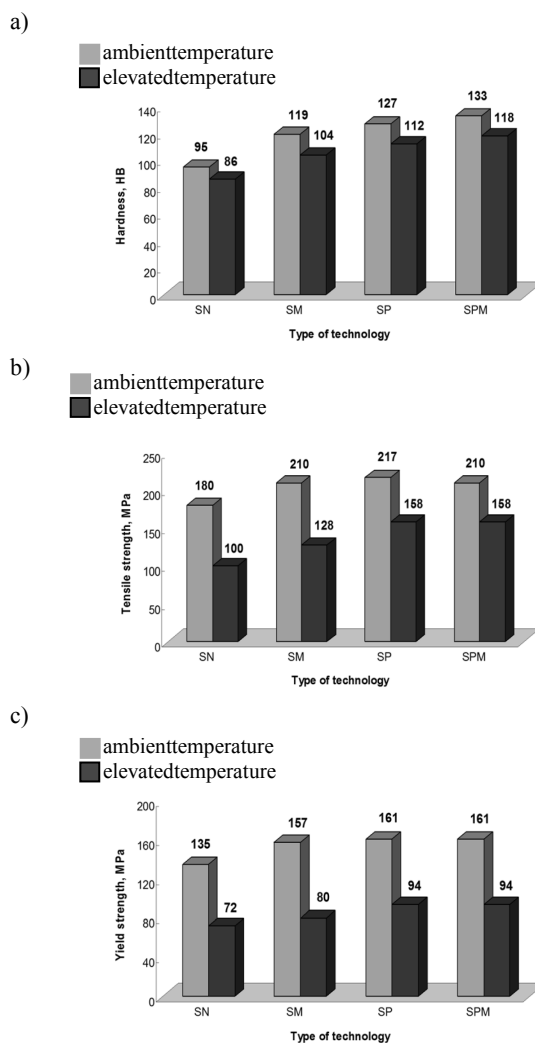 a)
ambienttemperature
elevatedtemperature
140
120
100
80
60
40
20
0
Hardness, HB
95
86
119
104
127
112
133
118
SN SM SP SPM
Type of technology
b)
ambienttemperature
elevatedtemperature
250
200
150
100
50
0
Tensile strength, MPa
180
100
210
128
217
158
210
158
SN SM SP SPM
Type of technology
c)
ambienttemperature
elevatedtemperature
200
160
120
80
40
0
Yield strength, MPa
135
72
157
80
161
94
161
94
SN SM SP SPM
Type of technology